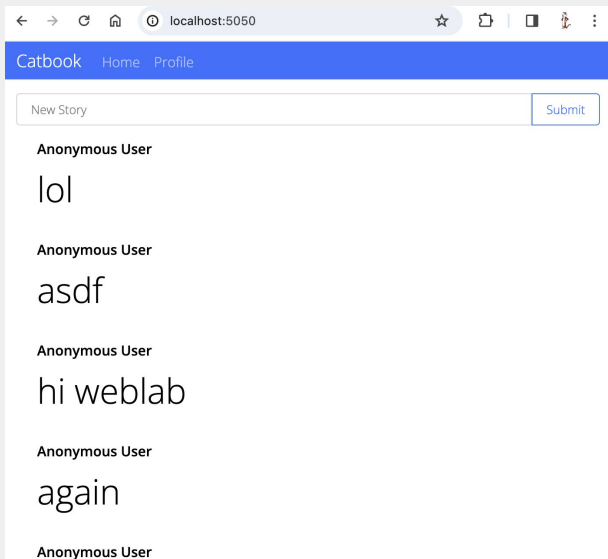 localhost:5050
Catbook Home Profile
New Story Submit
Anonymous User
lol
Anonymous User
asdf
Anonymous User
hi weblab
Anonymous User
again
Anonymous User